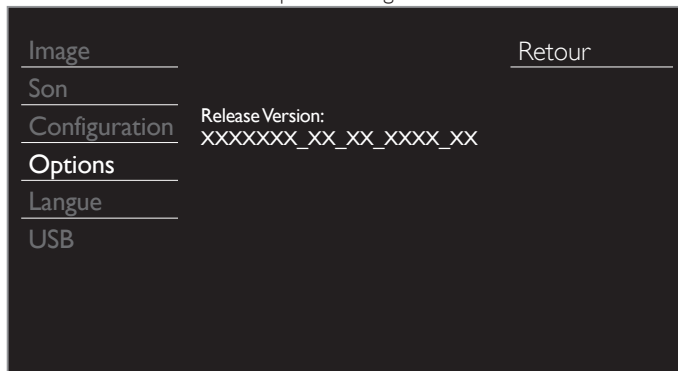 Image
Son
Configuration
Options
Langue
USB
Release Version:
XXXXXXX_XX_XX_XXXX_XX
Retour